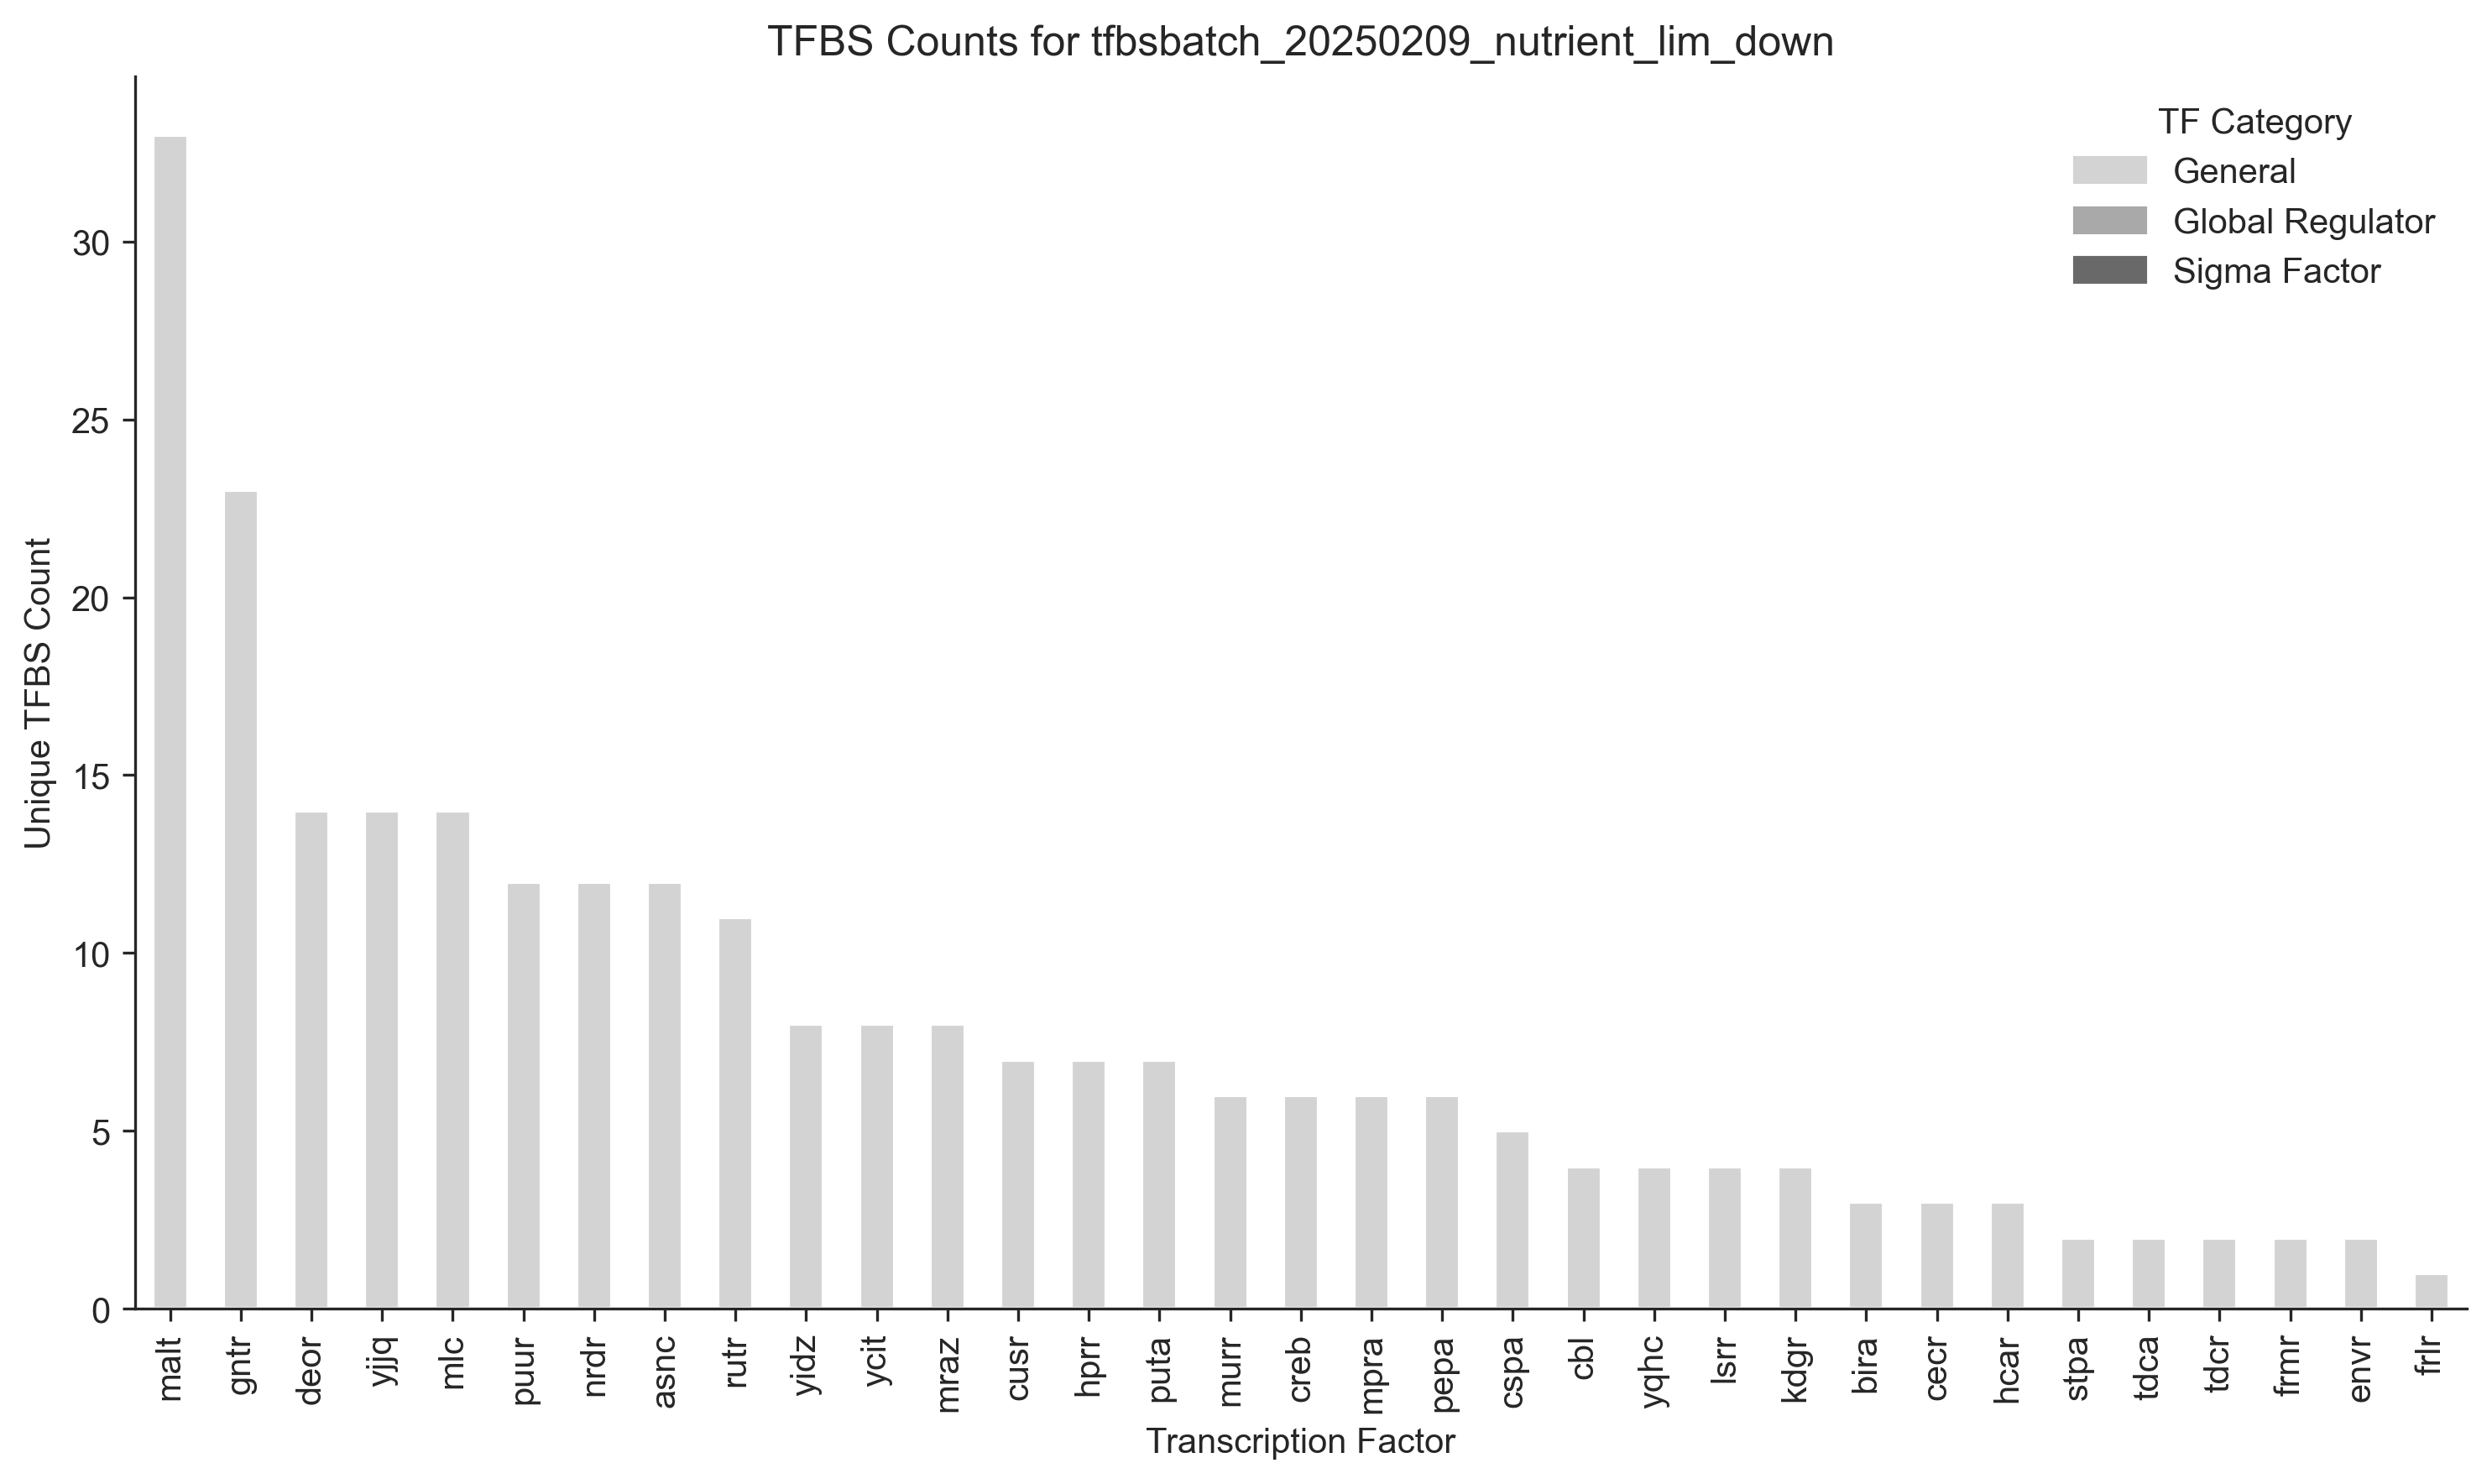 TFBS Counts for tfbsbatch_20250209_nutrient_lim_down
TF Category
General
Global Regulator
Sigma Factor
Unique TFBS Count
30
25
20
15
10
5
0
malt
gntr
deor
yjjq
mlc
puur
nrdr
asnc
rutr
yidz
ycit
mraz
cusr
hprr
puta
murr
creb
mpra
pepa
cspa
cbl
yqhc
lsrr
kdgr
bira
cecr
hcar
stpa
tdca
tdcr
frmr
envr
frlr
Transcription Factor